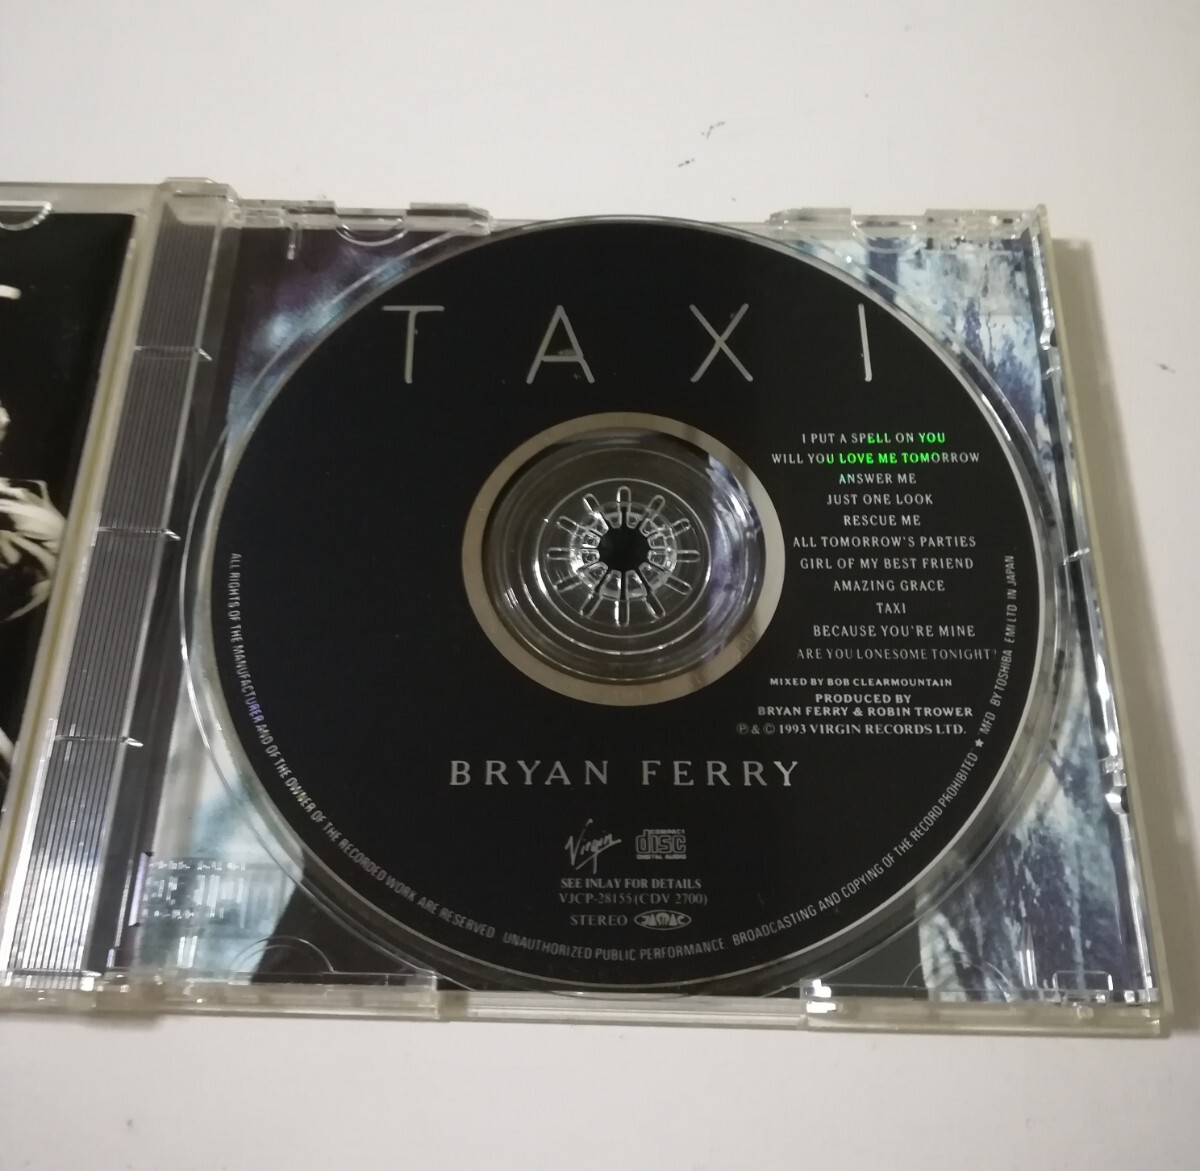 TAXI
I PUT A SPELL ON YOU
WILL YOU LOVE ME TOMORROW
ANSWER ME
JUST ONE LOOK
RESCUE ME
ALL TOMORROW'S PARTIES
GIRL OF MY BEST FRIEND
AMAZING GRACE
TAXI
BECAUSE YOU'RE MINE
ARE YOU LONESOME TONIGHT?
MIXED BY BOB CLEARMOUNTAIN
PRODUCED BY
BRYAN FERRY & ROBIN TROWER
℗ & © 1993 VIRGIN RECORDS LTD.
BRYAN FERRY
Virgin
COMPACT
disc
DIGITAL AUDIO
SEE INLAY FOR DETAILS
VJCP-28155 (CDV 2700)
STEREO
ALL RIGHTS OF THE MANUFACTURER AND OF THE OWNER OF THE RECORDED WORK ARE RESERVED. UNAUTHORIZED PUBLIC PERFORMANCE. BROADCASTING AND COPYING OF THE RECORD PROHIBITED ★ MFD BY TOSHIBA EMI LTD IN JAPAN